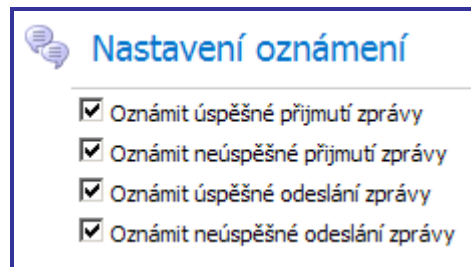 Nastavení oznámení
Oznámit úspěšné přijmutí zprávy
Oznámit neúspěšné přijmutí zprávy
Oznámit úspěšné odeslání zprávy
Oznámit neúspěšné odeslání zprávy